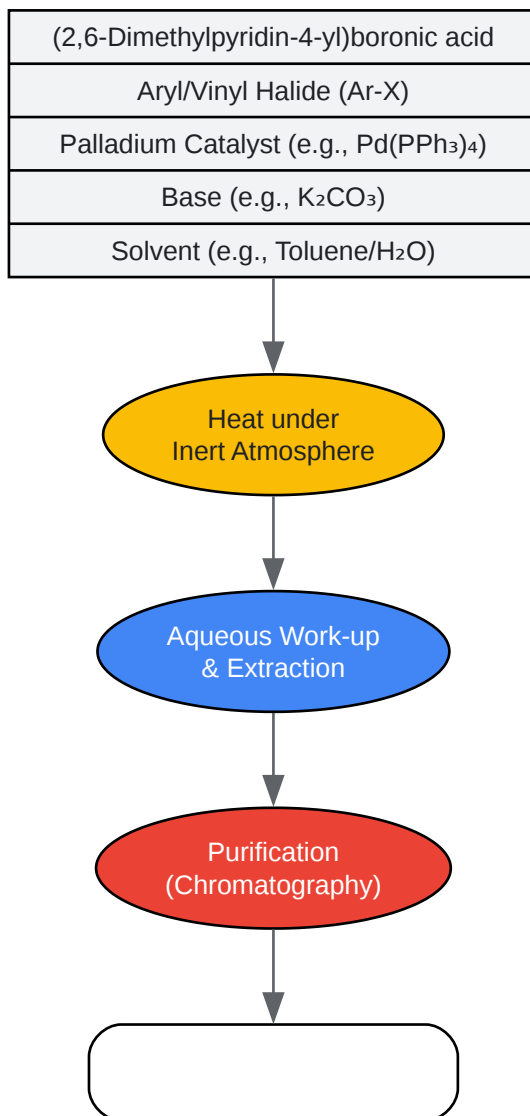 (2,6-Dimethylpyridin-4-yl)boronic acid
Aryl/Vinyl Halide (Ar-X)
Palladium Catalyst (e.g., Pd(PPh₃)₄)
Base (e.g., K₂CO₃)
Solvent (e.g., Toluene/H₂O)
Heat under
Inert Atmosphere
Aqueous Work-up
& Extraction
Purification
(Chromatography)